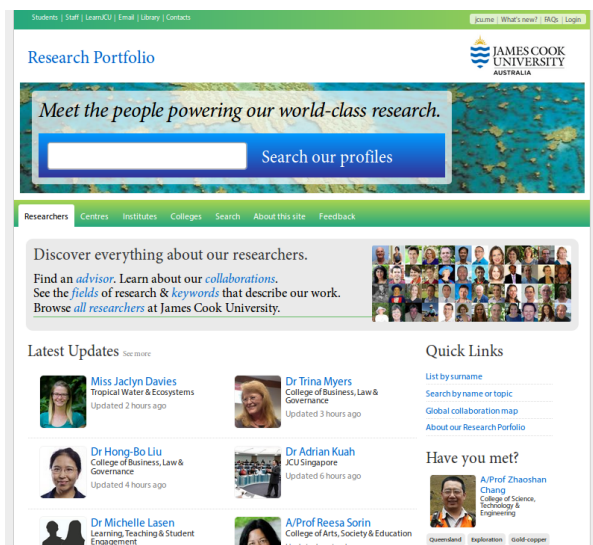 Students | Staff | LearnJCU | Email | Library | Contacts
jcu.me | What's new? | FAQs | Login
Research Portfolio
JAMES COOK
UNIVERSITY
AUSTRALIA
Meet the people powering our world-class research.
Search our profiles
Researchers Centres Institutes Colleges Search About this site Feedback
Discover everything about our researchers.
Find an advisor. Learn about our collaborations.
See the fields of research & keywords that describe our work.
Browse all researchers at James Cook University.
Latest Updates See more
Miss Jaclyn Davies
Tropical Water & Ecosystems
Updated 2 hours ago
Dr Trina Myers
College of Business, Law &
Governance
Updated 3 hours ago
Dr Hong-Bo Liu
College of Business, Law &
Governance
Updated 4 hours ago
Dr Adrian Kuah
JCU Singapore
Updated 6 hours ago
Dr Michelle Lasen
Learning, Teaching & Student
Engagement
A/Prof Reesa Sorin
College of Arts, Society & Education
Quick Links
List by surname
Search by name or topic
Global collaboration map
About our Research Porfolio
Have you met?
A/Prof Zhaoshan
Chang
College of Science,
Technology &
Engineering
Queensland Exploration Gold-copper